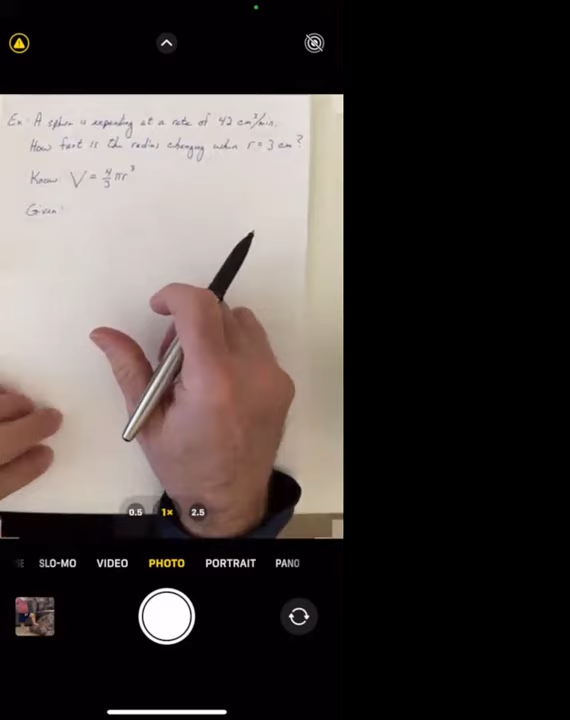 Ex: A sphere is expanding at a rate of 42 cm³/min.
How fast is the radius changing when r = 3 cm?
Know: V = 4/3 πr³
Given:
0.5 1× 2.5
SLO-MO VIDEO PHOTO PORTRAIT PANO